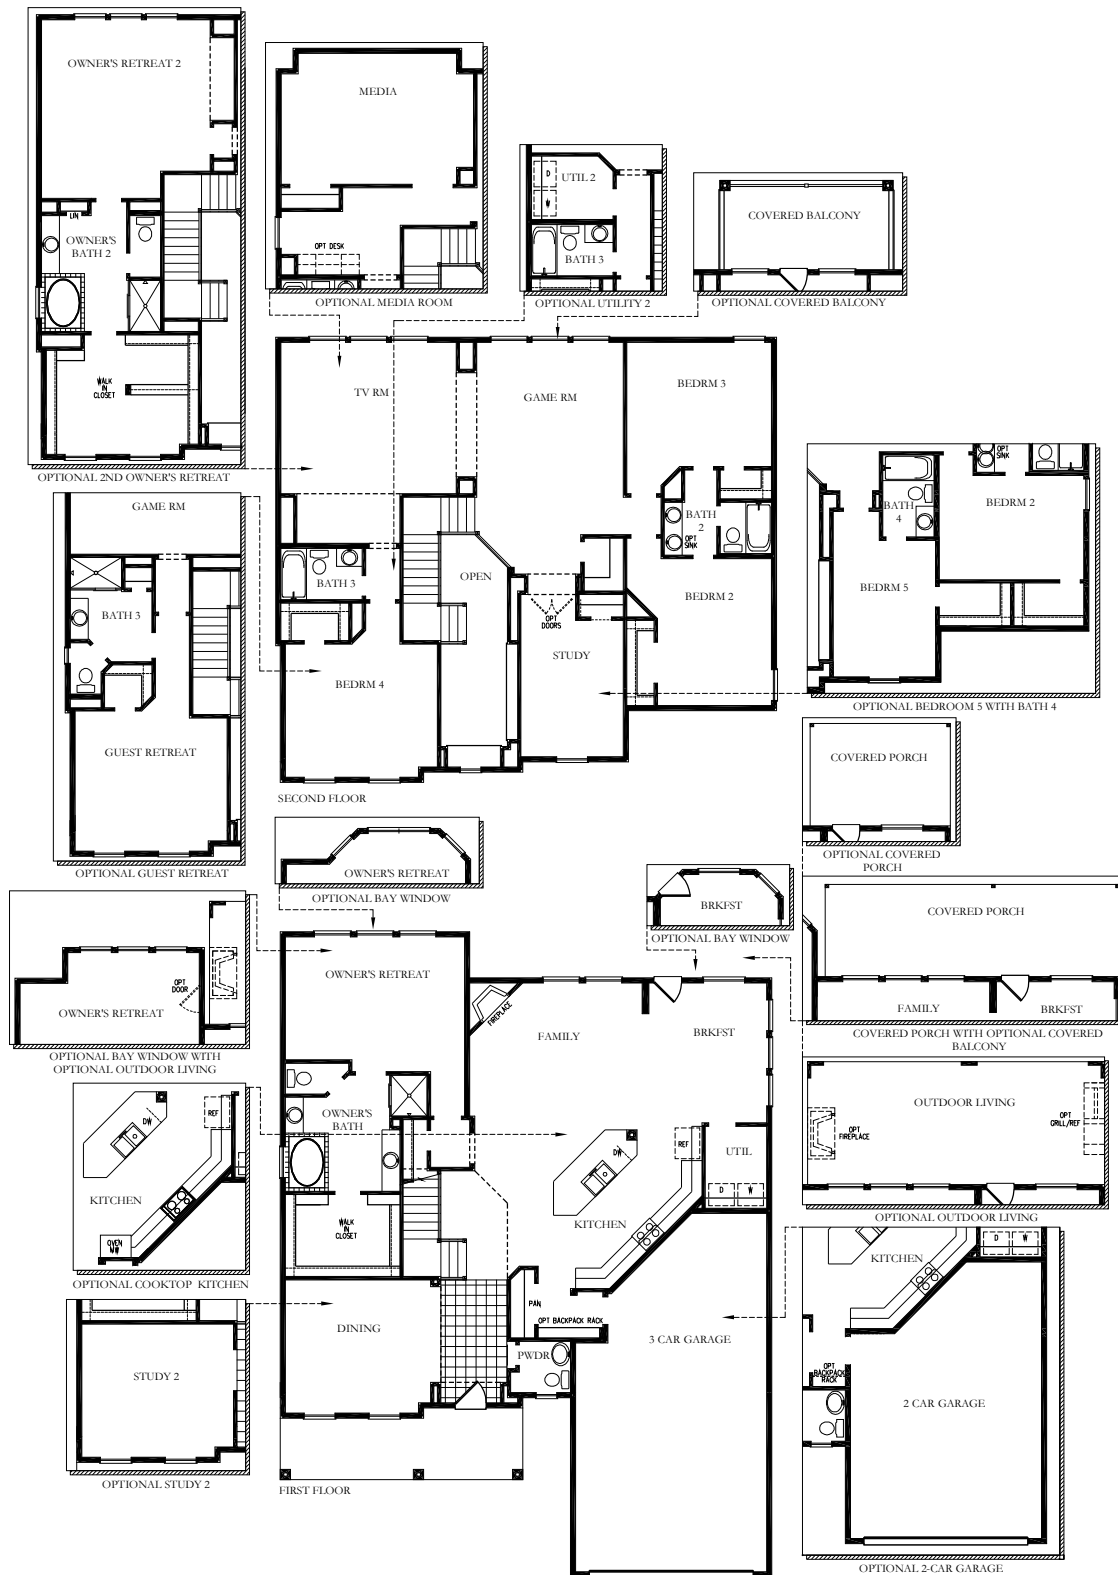 OWNER'S RETREAT 2
LIN
OWNER'S
BATH 2
WALK
IN
CLOSET
OPTIONAL 2ND OWNER'S RETREAT
MEDIA
OPT DESK
OPTIONAL MEDIA ROOM
D
UTIL 2
W
BATH 3
OPTIONAL UTILITY 2
COVERED BALCONY
OPTIONAL COVERED BALCONY
TV RM
GAME RM
BEDRM 3
BATH
2
OPT
SINK
BATH 3
OPEN
BEDRM 2
OPT
DOORS
STUDY
BEDRM 4
SECOND FLOOR
GAME RM
BATH 3
GUEST RETREAT
OPTIONAL GUEST RETREAT
OPT
SINK
BEDRM 2
BATH
4
BEDRM 5
OPTIONAL BEDROOM 5 WITH BATH 4
COVERED PORCH
OPTIONAL COVERED
PORCH
OWNER'S RETREAT
OPTIONAL BAY WINDOW
BRKFST
OPTIONAL BAY WINDOW
COVERED PORCH
FAMILY
BRKFST
COVERED PORCH WITH OPTIONAL COVERED
BALCONY
OPT
DOOR
OWNER'S RETREAT
OPTIONAL BAY WINDOW WITH
OPTIONAL OUTDOOR LIVING
OWNER'S RETREAT
FIREPLACE
FAMILY
BRKFST
OWNER'S
BATH
DW
REF
UTIL
D
W
KITCHEN
WALK
IN
CLOSET
PAN
OPT BACKPACK RACK
DINING
PWDR
3 CAR GARAGE
FIRST FLOOR
REF
DW
KITCHEN
OVEN
MW
OPTIONAL COOKTOP KITCHEN
STUDY 2
OPTIONAL STUDY 2
OUTDOOR LIVING
OPT
FIREPLACE
OPT
GRILL/REF
OPTIONAL OUTDOOR LIVING
D
W
KITCHEN
OPT
BACKPACK
RACK
2 CAR GARAGE
OPTIONAL 2-CAR GARAGE